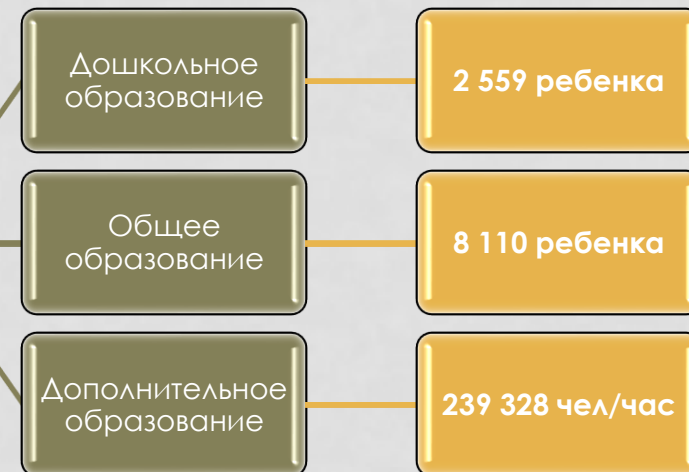 Дошкольное
образование
2 559 ребенка
Общее
образование
8 110 ребенка
Дополнительное
образование
239 328 чел/час